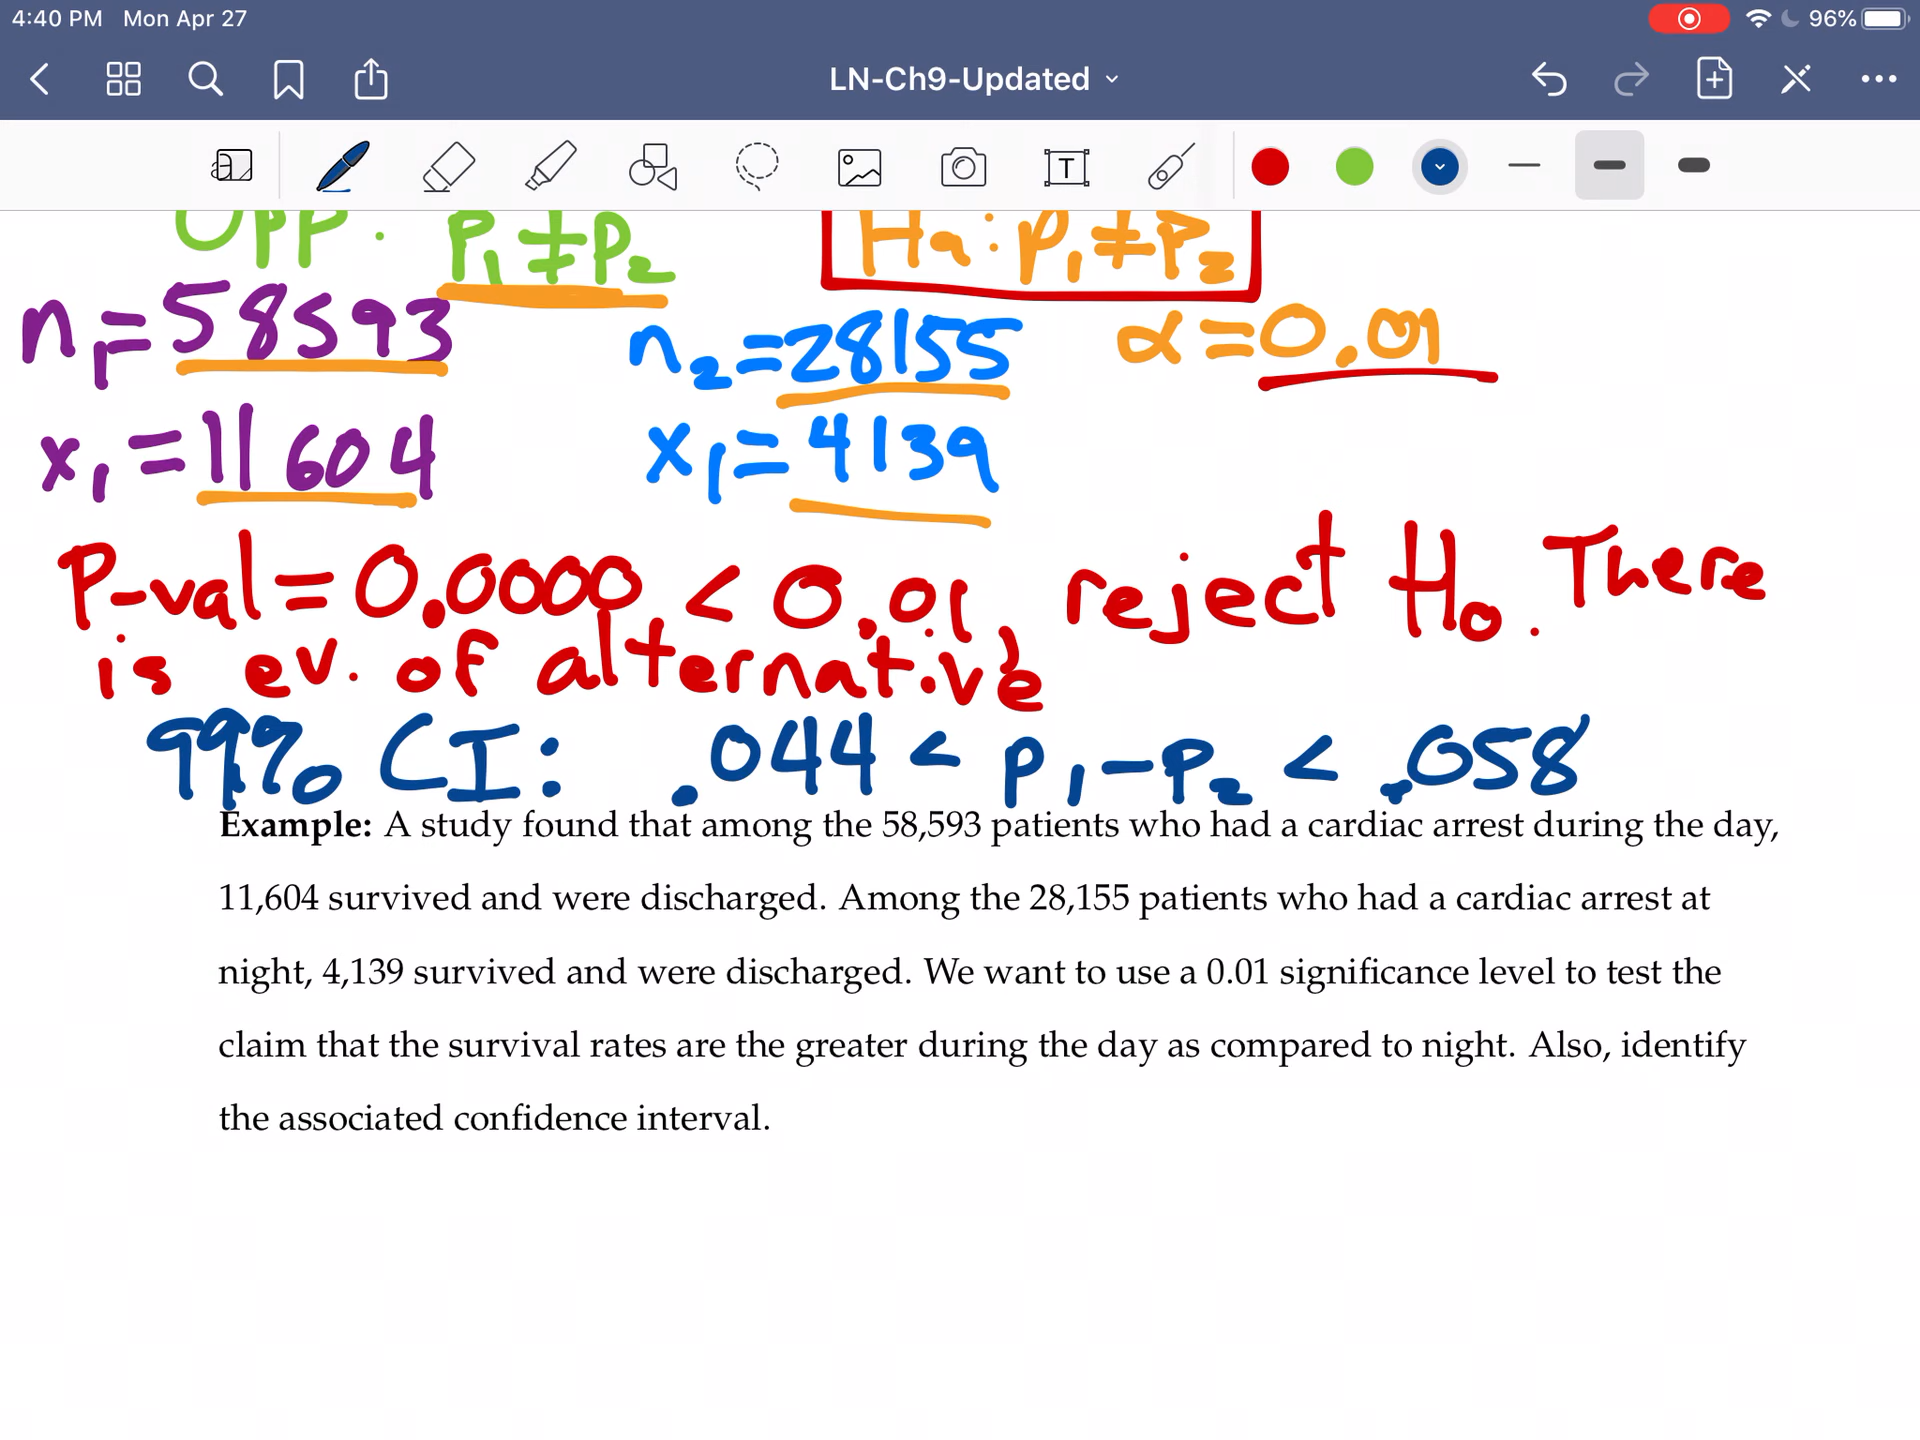 4:40 PM Mon Apr 27 96%
LN-Ch9-Updated
Opp. P₁≠P₂ Ha: P₁≠P₂
n₁=58593 n₂=28155 α=0.01
x₁=11604 x₁=4139
P-val=0.0000 < 0.01, reject H₀. There
is ev. of alternative
99% CI: .044 < p₁-p₂ < .058
Example: A study found that among the 58,593 patients who had a cardiac arrest during the day,
11,604 survived and were discharged. Among the 28,155 patients who had a cardiac arrest at
night, 4,139 survived and were discharged. We want to use a 0.01 significance level to test the
claim that the survival rates are the greater during the day as compared to night. Also, identify
the associated confidence interval.